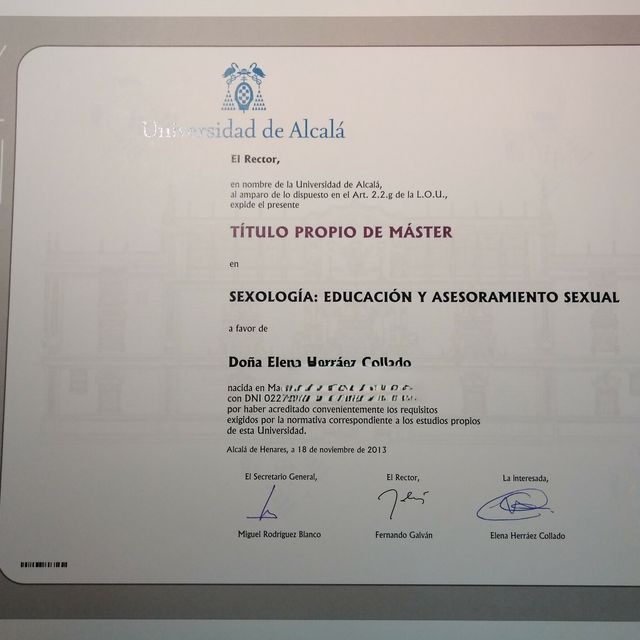 Universidad de Alcalá
El Rector,
en nombre de la Universidad de Alcalá,
al amparo de lo dispuesto en el Art. 2.2.g de la L.O.U.,
expide el presente
TÍTULO PROPIO DE MÁSTER
en
SEXOLOGÍA: EDUCACIÓN Y ASESORAMIENTO SEXUAL
a favor de
Doña Elena Herráez Collado
nacida en
con DNI
por haber acreditado convenientemente los requisitos
exigidos por la normativa correspondiente a los estudios propios
de esta Universidad.
Alcalá de Henares, a 18 de noviembre de 2013
El Secretario General, El Rector, La interesada,
Miguel Rodríguez Blanco Fernando Galván Elena Herráez Collado